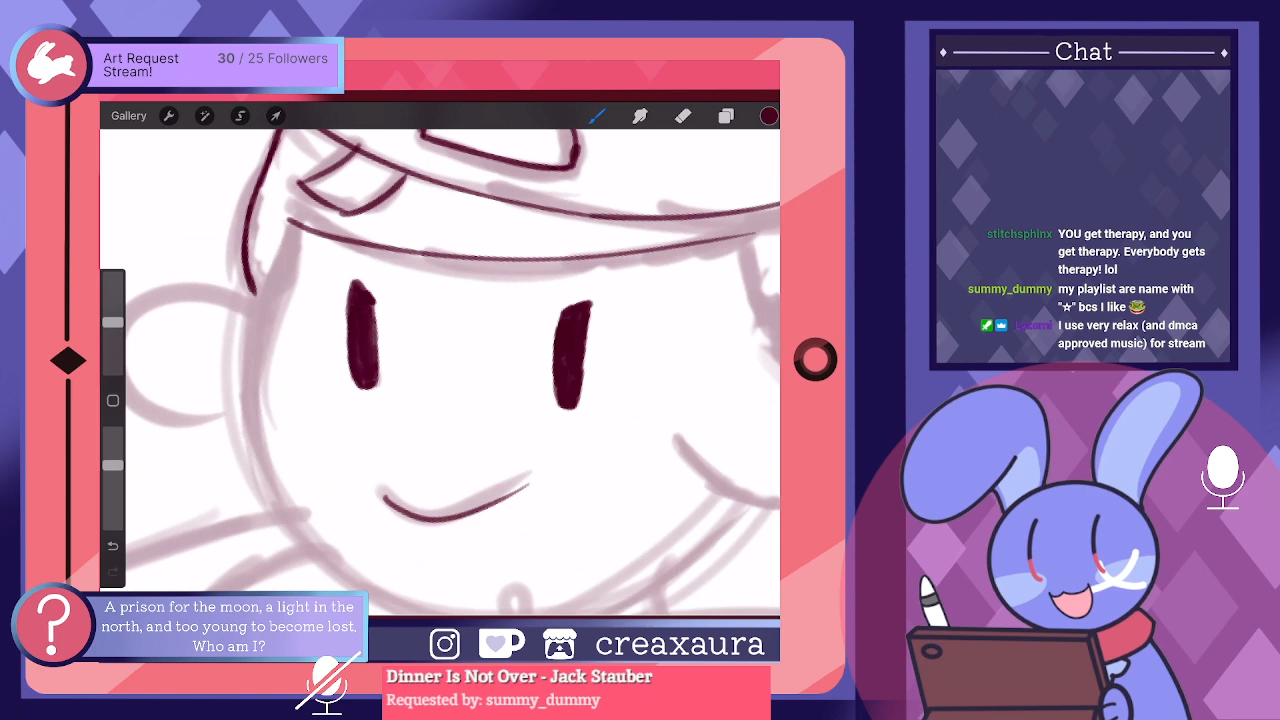 Art Request
Stream!
30 / 25 Followers
Gallery
Chat
stitchsphinx YOU get therapy, and you
get therapy. Everybody gets
therapy! lol
summy_dummy my playlist are name with
"☆" bcs I like
I use very relax (and dmca
approved music) for stream
?
A prison for the moon, a light in the
north, and too young to become lost.
Who am I?
creaxaura
Dinner Is Not Over - Jack Stauber
Requested by: summy_dummy